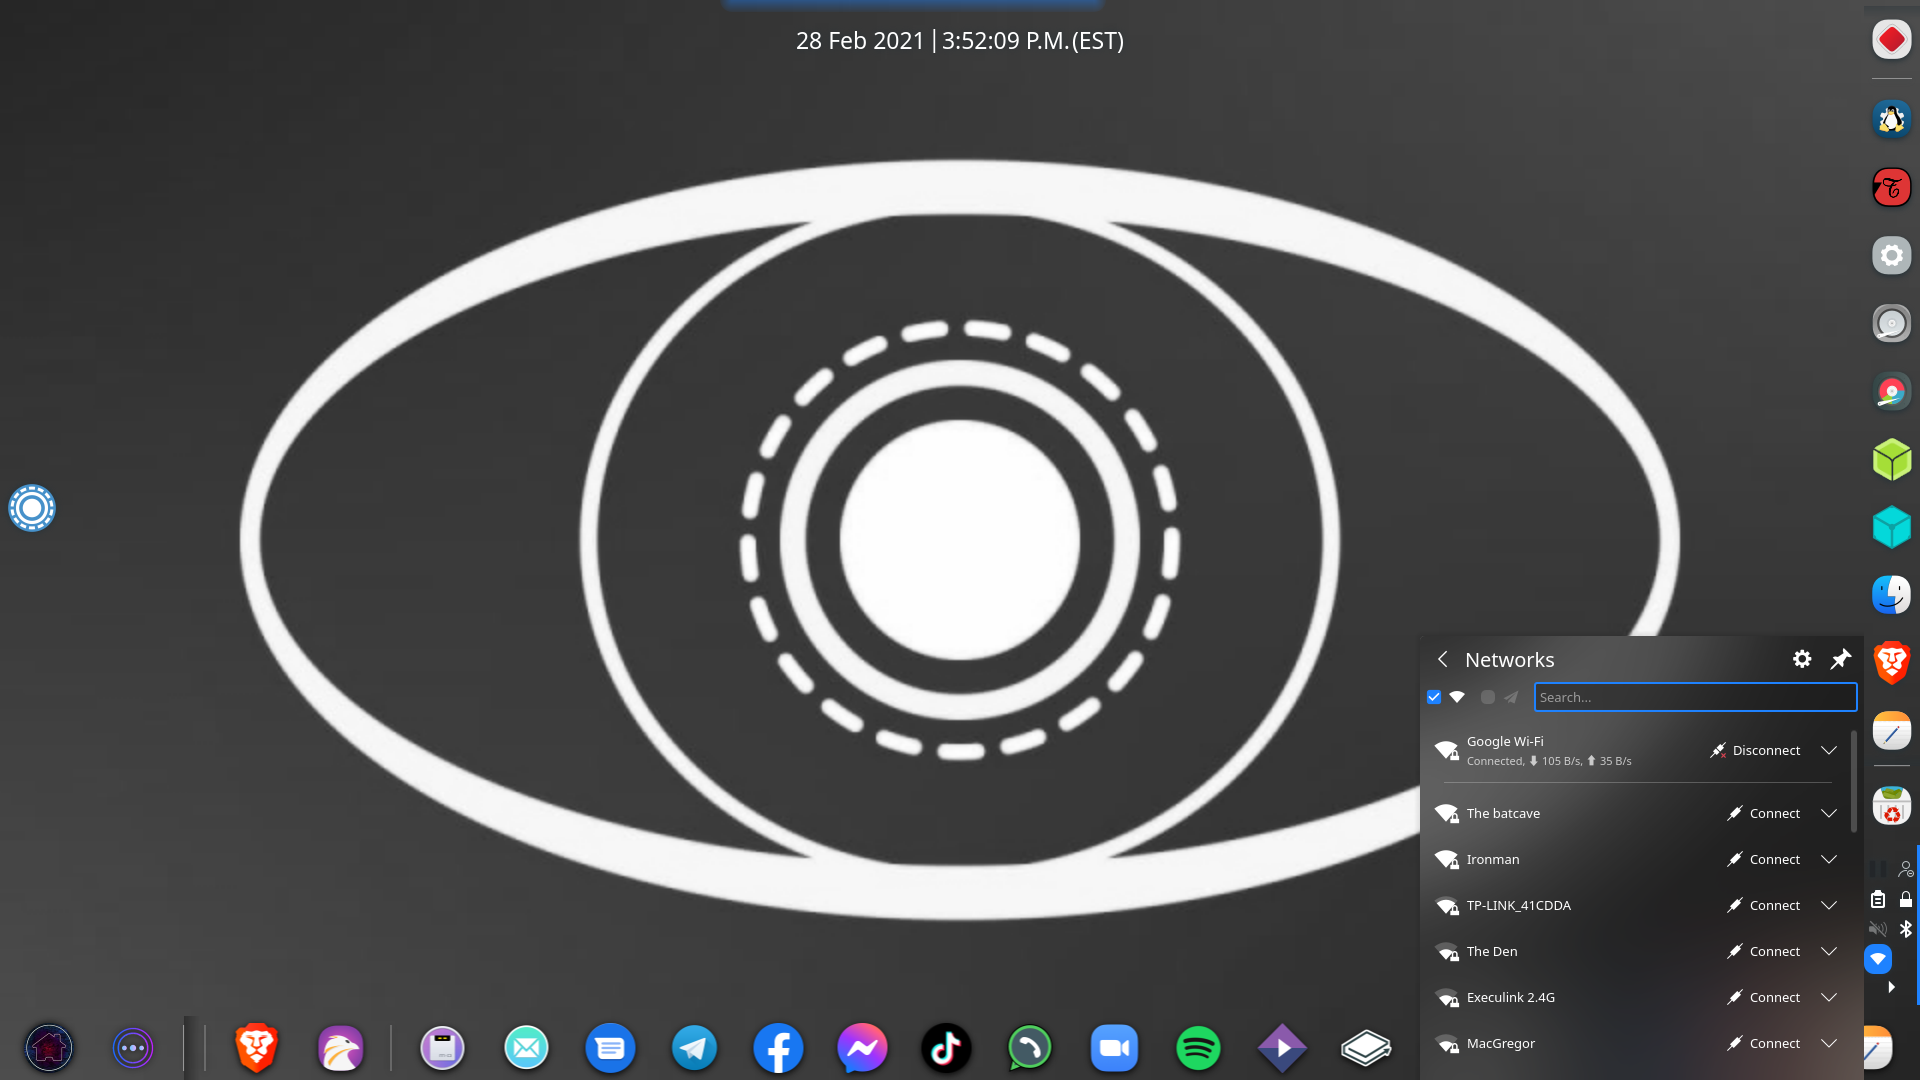 28 Feb 2021|3:52:09 P.M.(EST)
Networks
Search...
Google Wi-Fi
Connected, ⬇ 105 B/s, ⬆ 35 B/s
Disconnect
The batcave
Connect
Ironman
Connect
TP-LINK_41CDDA
Connect
The Den
Connect
Execulink 2.4G
Connect
MacGregor
Connect